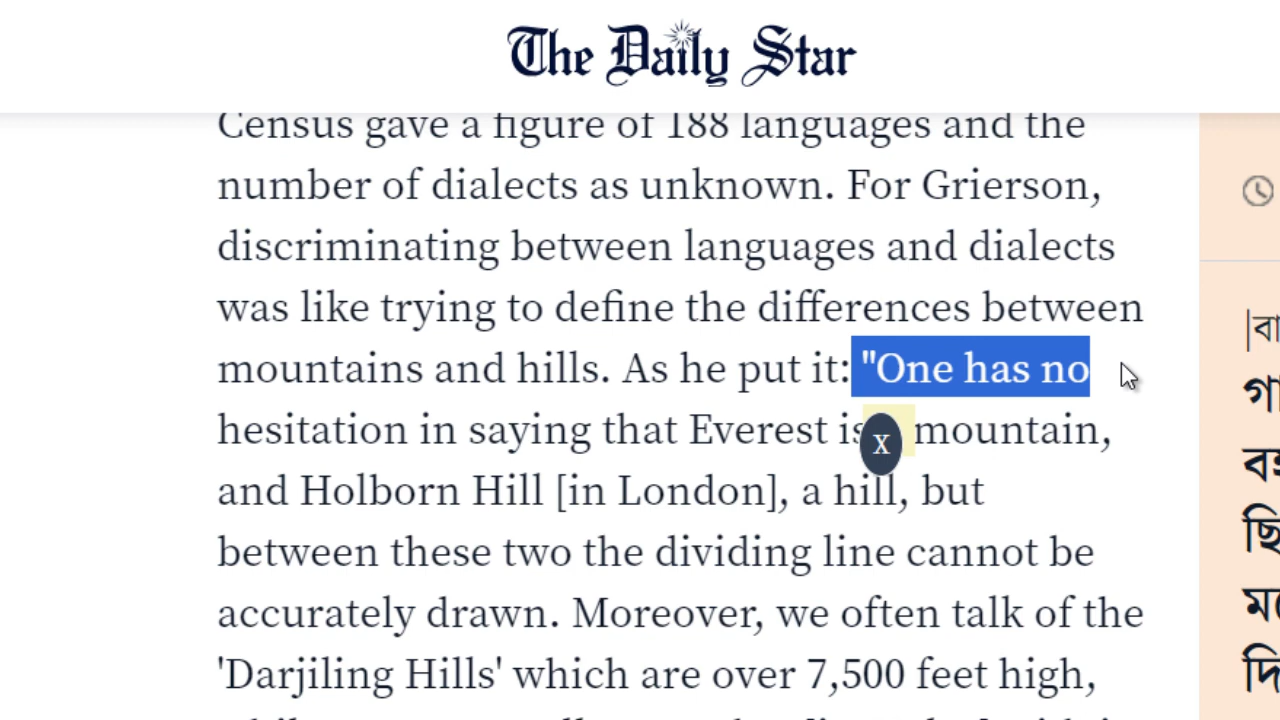 The Daily Star
Census gave a figure of 188 languages and the
number of dialects as unknown. For Grierson,
discriminating between languages and dialects
was like trying to define the differences between
mountains and hills. As he put it: "One has no
hesitation in saying that Everest is mountain,
x
and Holborn Hill [in London], a hill, but
between these two the dividing line cannot be
accurately drawn. Moreover, we often talk of the
'Darjiling Hills' which are over 7,500 feet high,